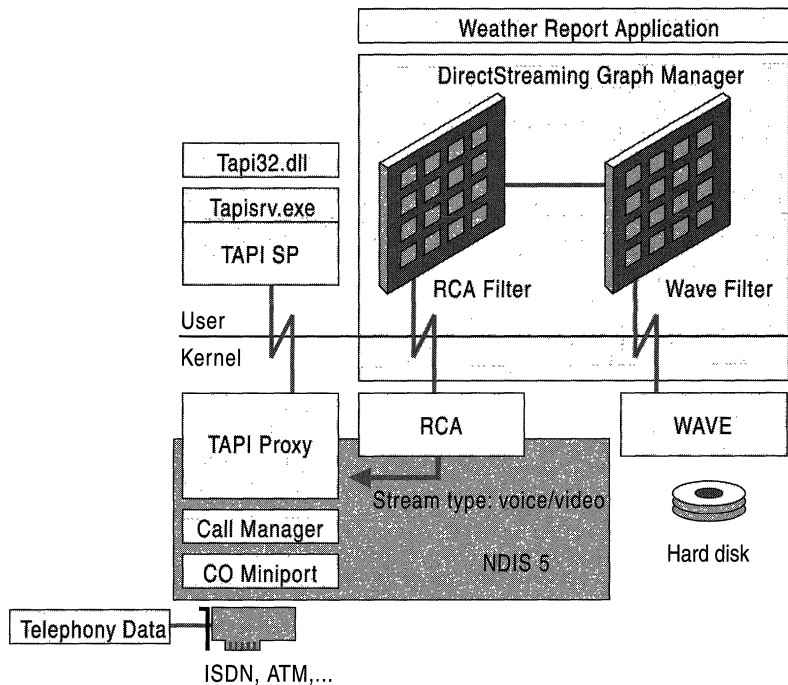 Weather Report Application
DirectStreaming Graph Manager
Tapi32.dll
Tapisrv.exe
TAPI SP
RCA Filter
Wave Filter
User
Kernel
TAPI Proxy
RCA
WAVE
Stream type: voice/video
Call Manager
CO Miniport
NDIS 5
Hard disk
Telephony Data
ISDN, ATM,...